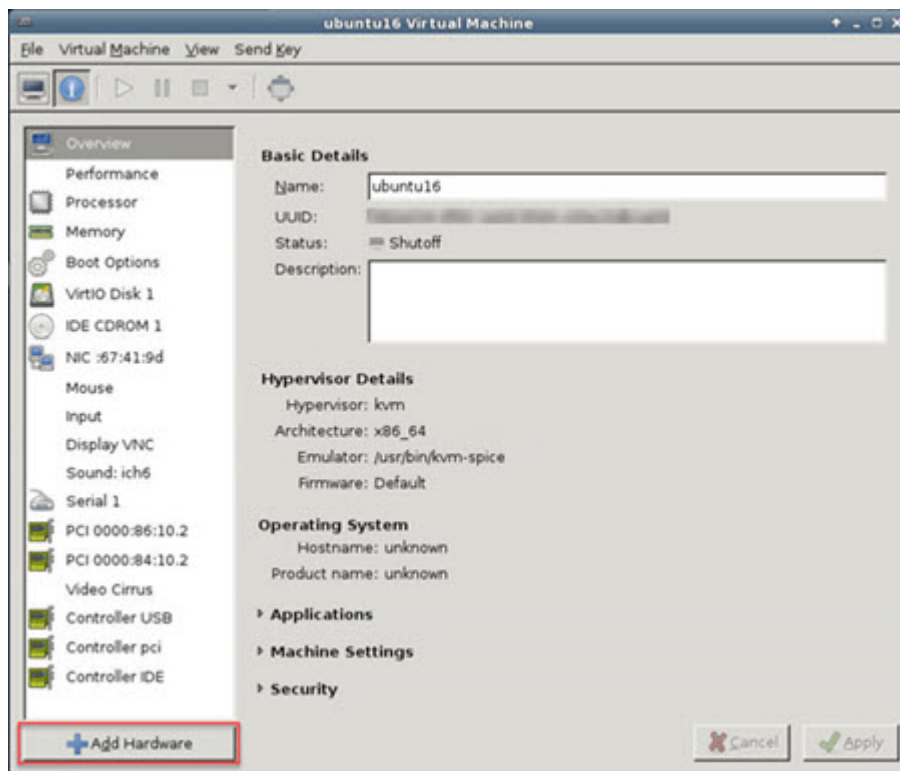 ubuntu16 Virtual Machine
File Virtual Machine View Send Key
Overview
Performance
Processor
Memory
Boot Options
VirtIO Disk 1
IDE CDROM 1
NIC :67:41:9d
Mouse
Input
Display VNC
Sound: ich6
Serial 1
PCI 0000:86:10.2
PCI 0000:84:10.2
Video Cirrus
Controller USB
Controller pci
Controller IDE
Add Hardware
Basic Details
Name: ubuntu16
UUID:
Status: Shutoff
Description:
Hypervisor Details
Hypervisor: kvm
Architecture: x86_64
Emulator: /usr/bin/kvm-spice
Firmware: Default
Operating System
Hostname: unknown
Product name: unknown
Applications
Machine Settings
Security
Cancel
Apply